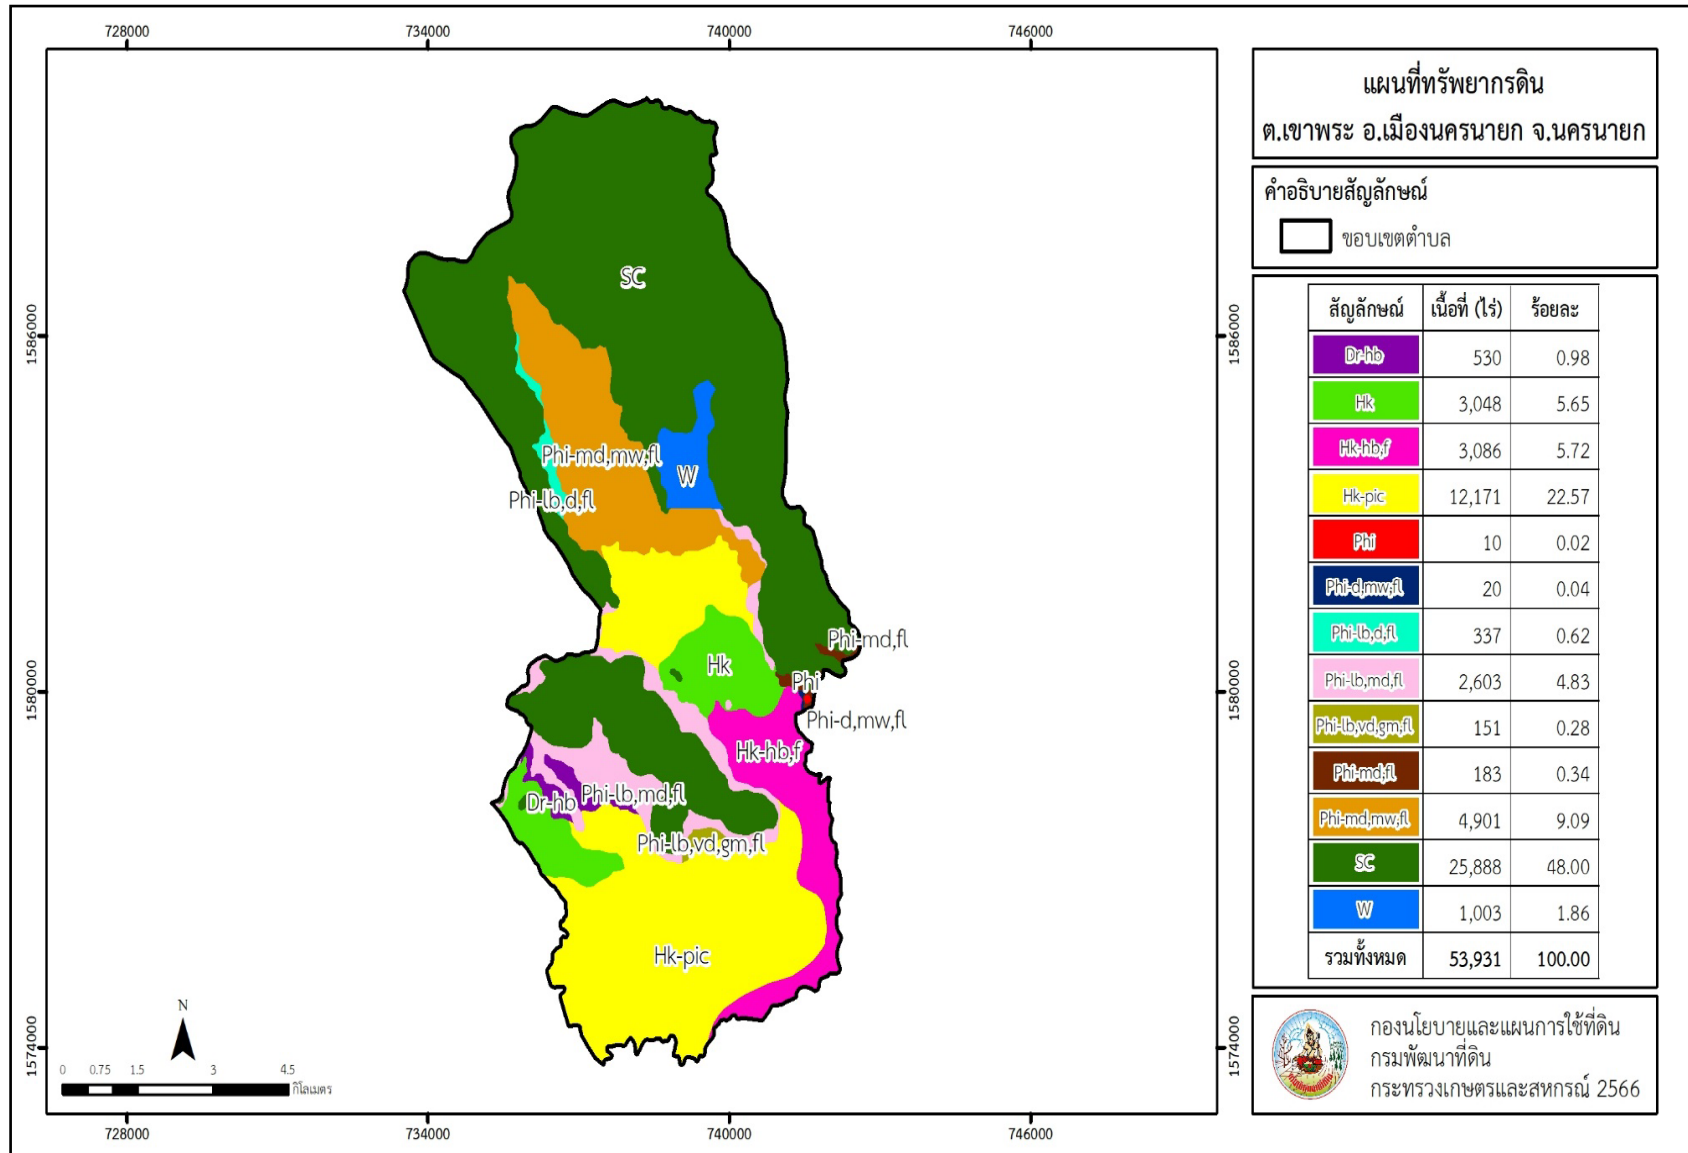 728000
734000
740000
746000
แผนที่ทรัพยากรดิน
ต.เขาพระ อ.เมืองนครนายก จ.นครนายก
คำอธิบายสัญลักษณ์
ขอบเขตตำบล
สัญลักษณ์ เนื้อที่ (ไร่) ร้อยละ
Dr-hb 530 0.98
Hk 3,048 5.65
Hk-hb,f 3,086 5.72
Hk-pic 12,171 22.57
Phi 10 0.02
Phi-d,mw,fl 20 0.04
Phi-lb,d,fl 337 0.62
Phi-lb,md,fl 2,603 4.83
Phi-lb,vd,gm,fl 151 0.28
Phi-md,fl 183 0.34
Phi-md,mw,fl 4,901 9.09
SC 25,888 48.00
W 1,003 1.86
รวมทั้งหมด 53,931 100.00
กองนโยบายและแผนการใช้ที่ดิน
กรมพัฒนาที่ดิน
กระทรวงเกษตรและสหกรณ์ 2566
1586000
1586000
1580000
1580000
1574000
1574000
SC
Phi-md,mw,fl
W
Phi-lb,d,fl
Phi-md,fl
Hk
Phi
Phi-d,mw,fl
Hk-hb,f
Phi-lb,md,fl
Dr-hb
Phi-lb,vd,gm,fl
Hk-pic
N
0 0.75 1.5 3 4.5
กิโลเมตร
728000
734000
740000
746000